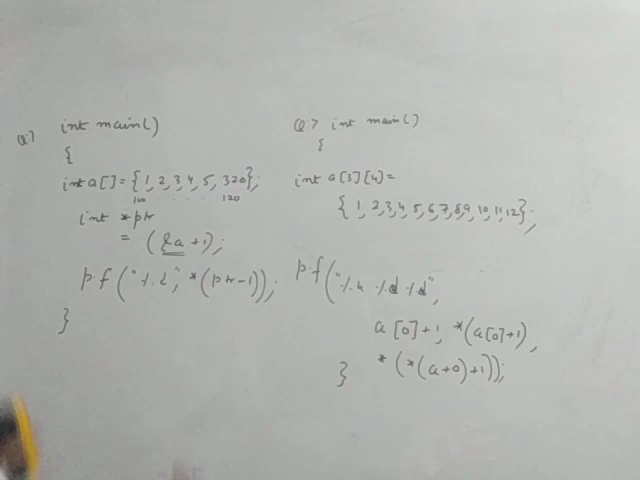 Q:7 int main()
{
int a[] = {1, 2, 3, 4, 5, 320};
100 . . . . . 120
int *ptr
= (&a +1);
p.f("%d", *(ptr-1));
}
Q:7 int main()
{
int a[3][4] =
{1, 2, 3, 4, 5, 6, 7, 8, 9, 10, 11, 12};
p.f("%u %d %d",
a[0]+1, *(a[0]+1),
*(*(a+0)+1));
}